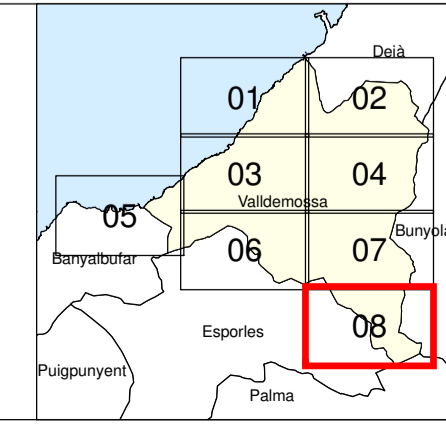 Deià
01
02
03
04
Valldemossa
05
Bunyola
06
07
Banyalbufar
Esporles
08
Puigpunyent
Palma